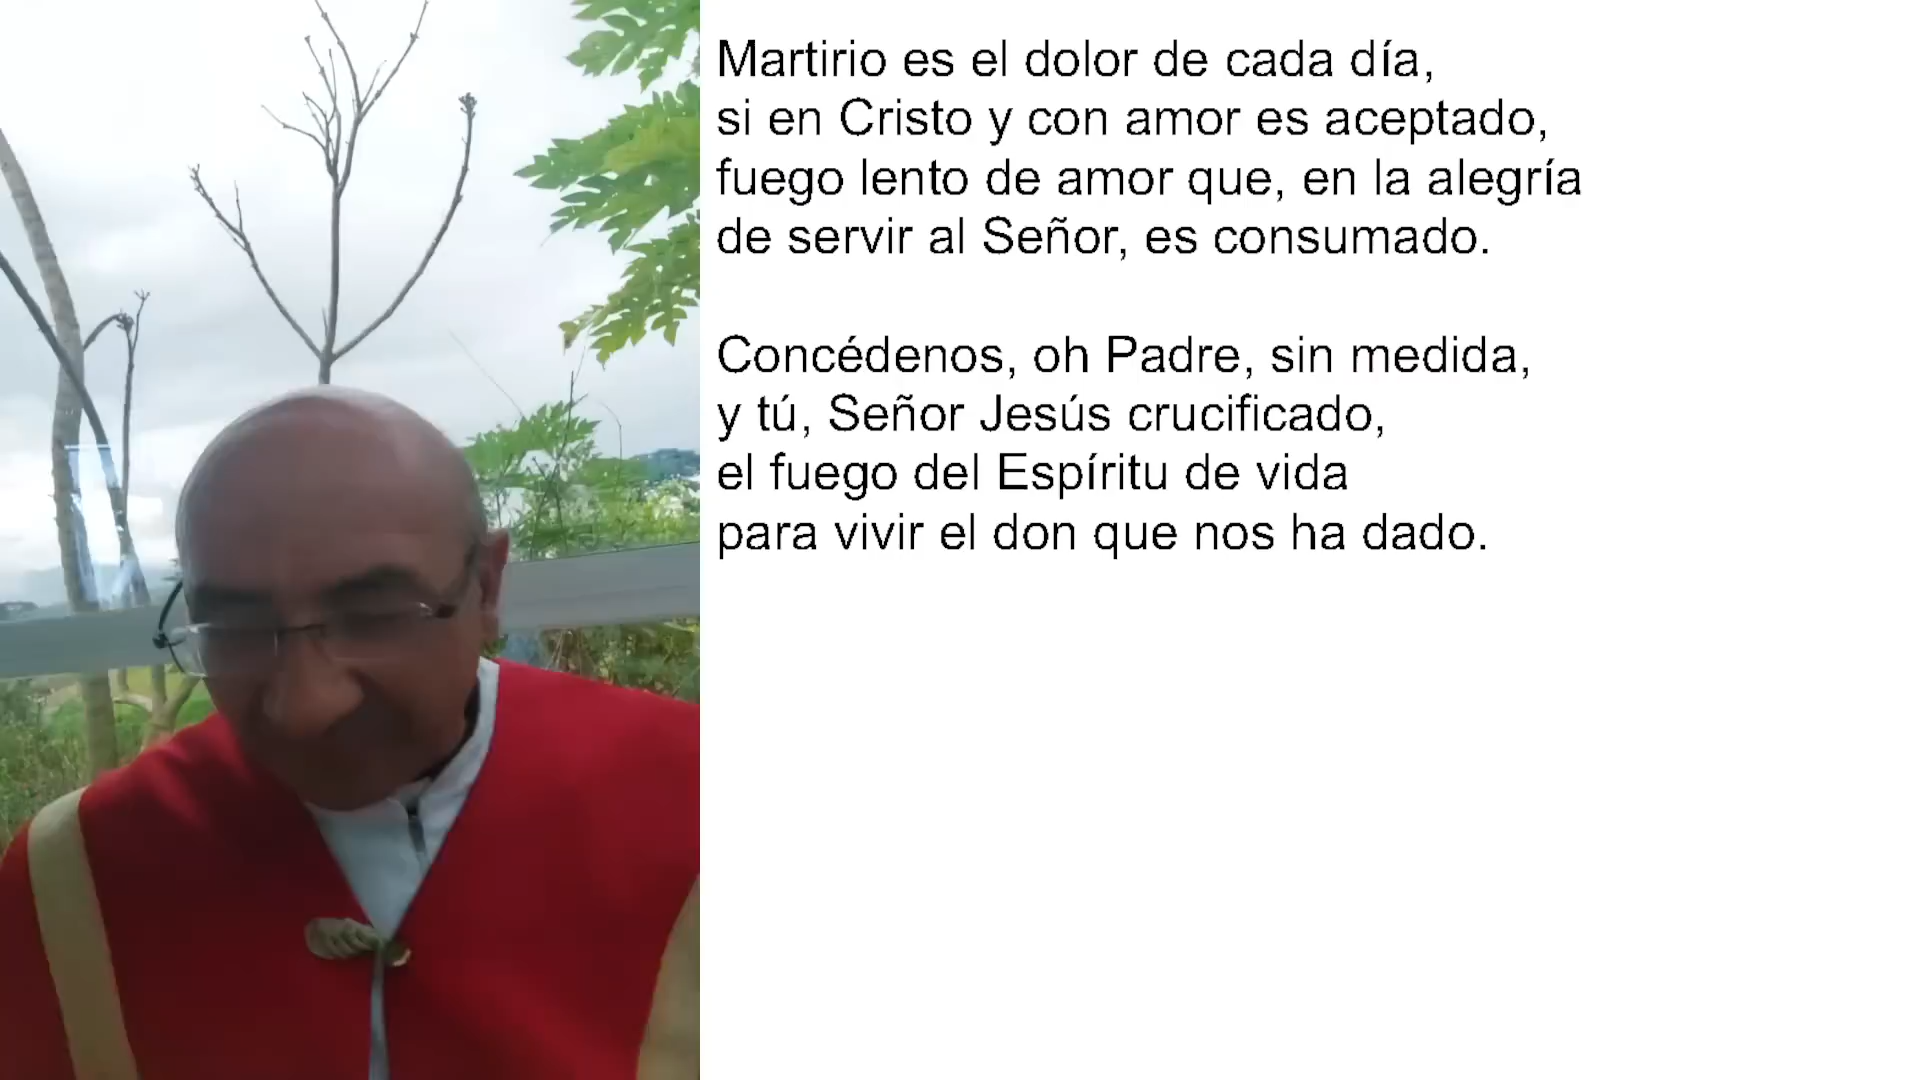 Martirio es el dolor de cada día,
si en Cristo y con amor es aceptado,
fuego lento de amor que, en la alegría
de servir al Señor, es consumado.
Concédenos, oh Padre, sin medida,
y tú, Señor Jesús crucificado,
el fuego del Espíritu de vida
para vivir el don que nos ha dado.